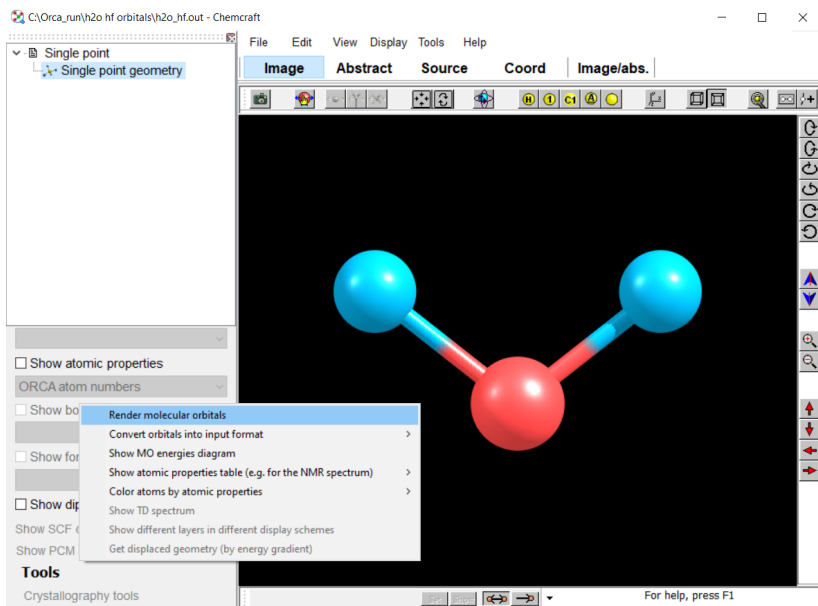 C:\Orca_run\h2o hf orbitals\h2o_hf.out - Chemcraft
Single point
Single point geometry
File Edit View Display Tools Help
Image Abstract Source Coord Image/abs.
H 1 C1 A
Show atomic properties
ORCA atom numbers
Show bo
Show for
Show dip
Show SCF
Show PCM
Tools
Crystallography tools
Render molecular orbitals
Convert orbitals into input format
Show MO energies diagram
Show atomic properties table (e.g. for the NMR spectrum)
Color atoms by atomic properties
Show TD spectrum
Show different layers in different display schemes
Get displaced geometry (by energy gradient)
For help, press F1